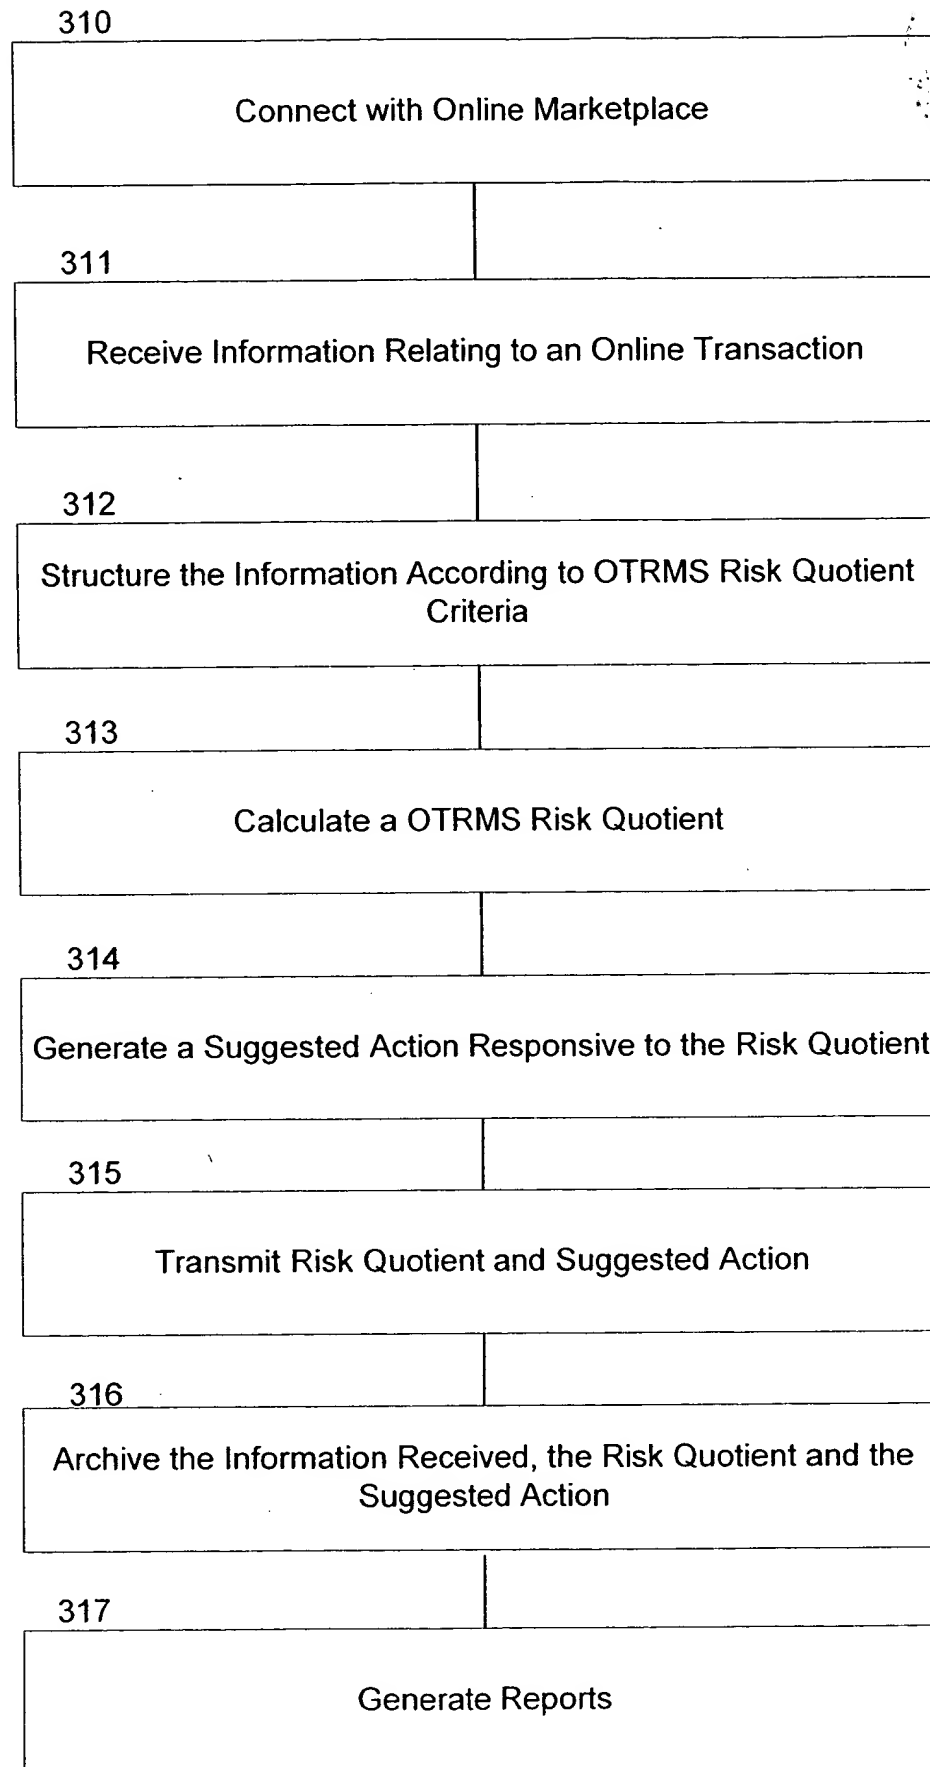 310
Connect with Online Marketplace
311
Receive Information Relating to an Online Transaction
312
Structure the Information According to OTRMS Risk Quotient
Criteria
313
Calculate a OTRMS Risk Quotient
314
Generate a Suggested Action Responsive to the Risk Quotient
315
Transmit Risk Quotient and Suggested Action
316
Archive the Information Received, the Risk Quotient and the
Suggested Action
317
Generate Reports